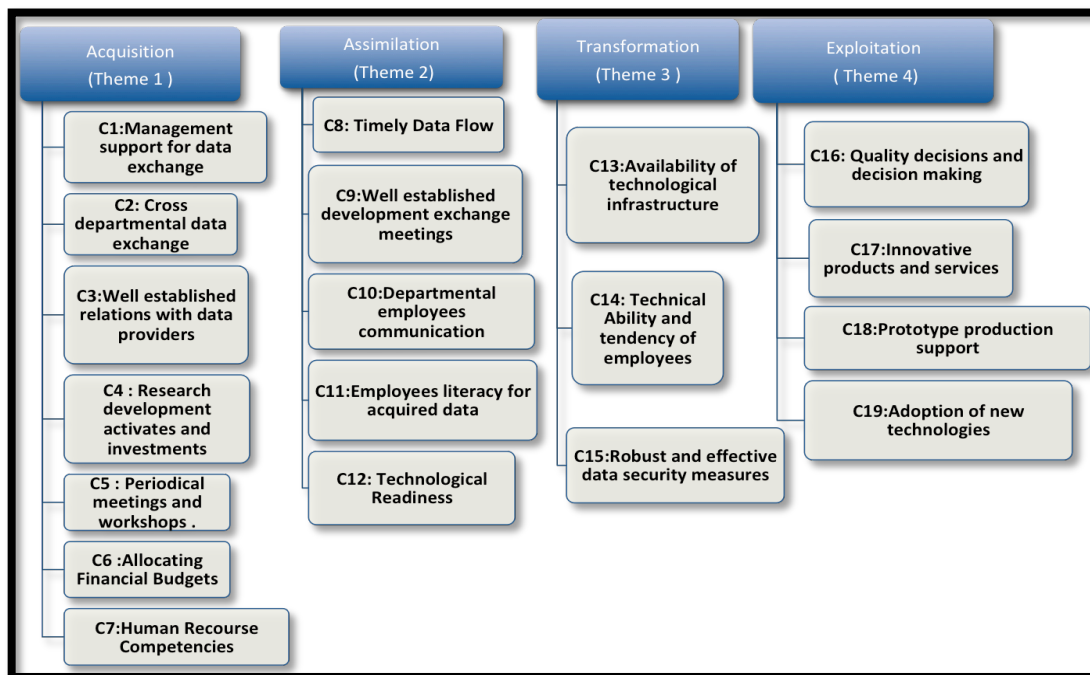 Acquisition
(Theme 1 )
C1:Management
support for data
exchange
C2: Cross
departmental data
exchange
C3:Well established
relations with data
providers
C4 : Research
development
activates and
investments
C5 : Periodical
meetings and
workshops .
C6 :Allocating
Financial Budgets
C7:Human Recourse
Competencies
Assimilation
(Theme 2)
C8: Timely Data Flow
C9:Well established
development exchange
meetings
C10:Departmental
employees
communication
C11:Employees literacy for
acquired data
C12: Technological
Readiness
Transformation
(Theme 3 )
C13:Availability of
technological
infrastructure
C14: Technical
Ability and
tendency of
employees
C15:Robust and effective
data security measures
Exploitation
( Theme 4)
C16: Quality decisions and
decision making
C17:Innovative
products and services
C18:Prototype production
support
C19:Adoption of new
technologies